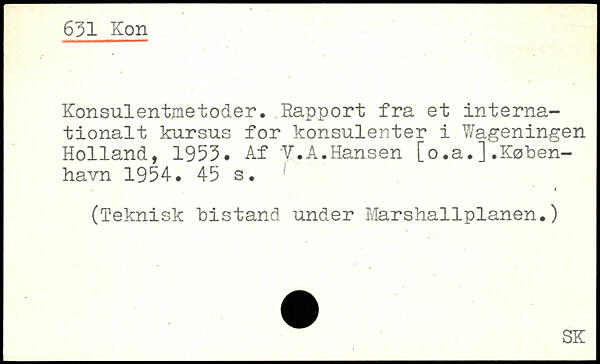 631 Kon
Konsulentmetoder. Rapport fra et interna-
tionalt kursus for konsulenter i Wageningen
Holland, 1953. Af V.A.Hansen [o.a.].Køben-
havn 1954. 45 s.
(Teknisk bistand under Marshallplanen.)
SK